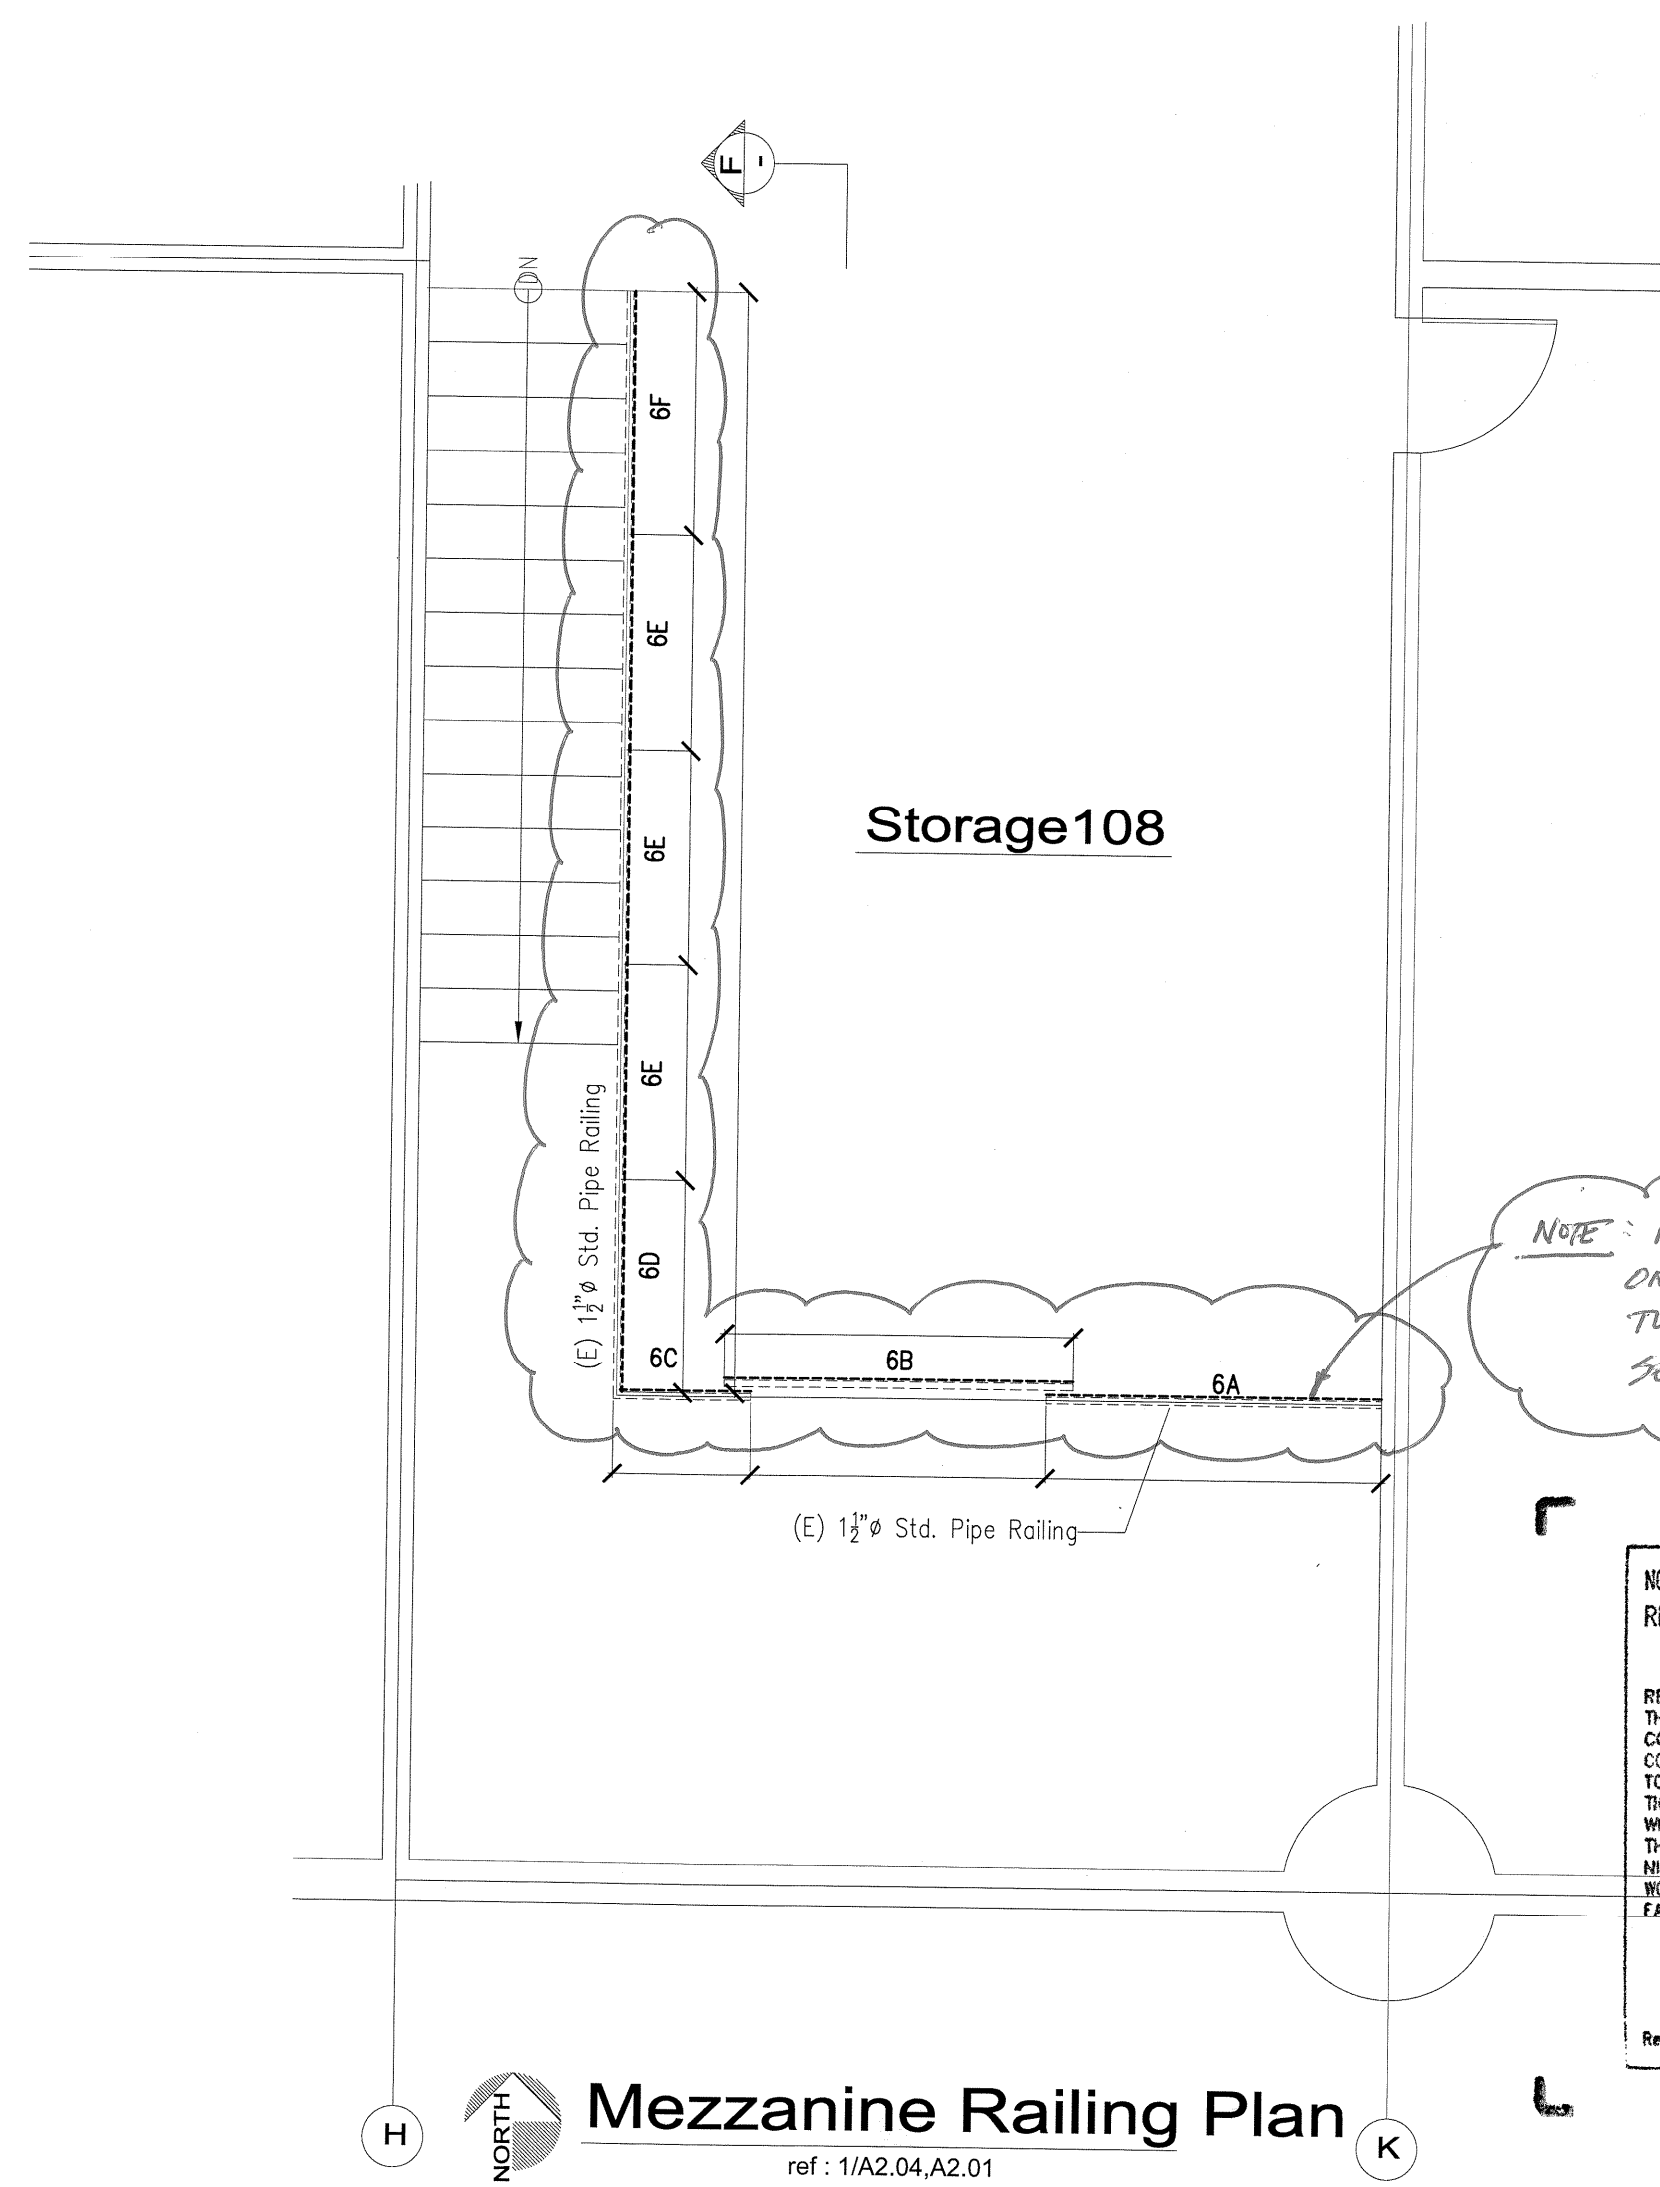 F
-
DN
6F
6E
6E
Storage108
6E
(E) 1½"ø Std. Pipe Railing
6D
NOTE :
6C
6B
6A
(E) 1½"ø Std. Pipe Railing
H
NORTH
Mezzanine Railing Plan
K
ref : 1/A2.04,A2.01